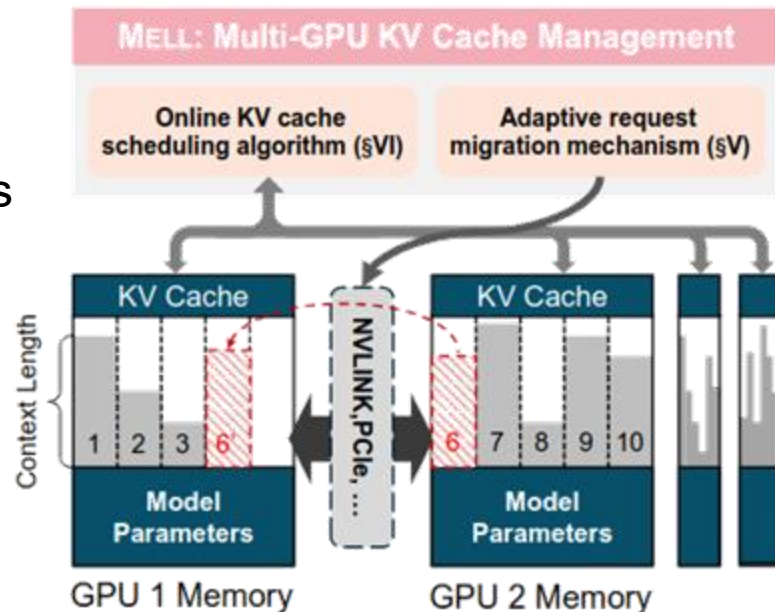 MELL: Multi-GPU KV Cache Management
Online KV cache
scheduling algorithm (§VI)
Adaptive request
migration mechanism (§V)
s
KV Cache
KV Cache
Context Length
NVLINK,PCIe, ...
1 2 3 6'
6 7 8 9 10
Model
Parameters
Model
Parameters
GPU 1 Memory
GPU 2 Memory